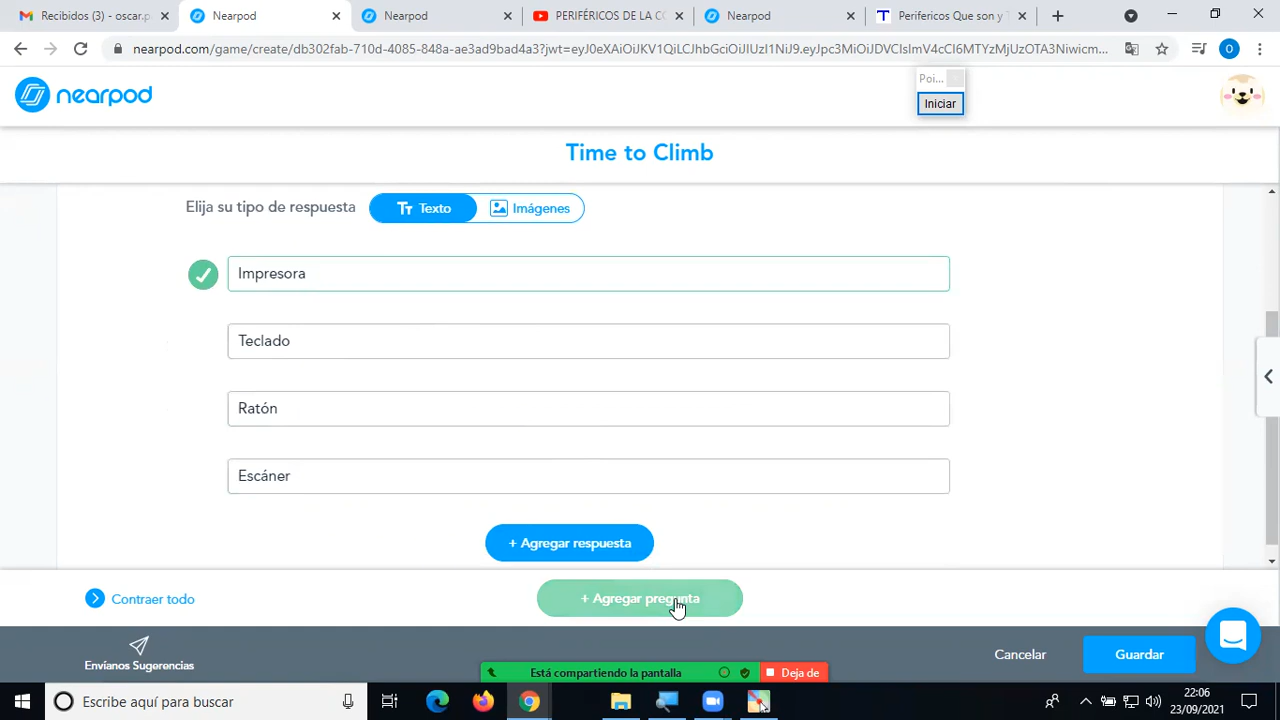 Recibidos (3) - oscar.p
Nearpod
Nearpod
PERIFÉRICOS DE LA CO
Nearpod
Perifericos Que son y T
nearpod.com/game/create/db302fab-710d-4085-848a-ae3ad9bad4a3?jwt=eyJ0eXAiOiJKV1QiLCJhbGciOiJIUzI1NiJ9.eyJpc3MiOiJDVCIsImV4cCI6MTYzMjUzOTA3Niwicm...
O
nearpod
Poi...
Iniciar
Time to Climb
Elija su tipo de respuesta
Texto
Imágenes
Impresora
Teclado
Ratón
Escáner
+ Agregar respuesta
Contraer todo
+ Agregar pregunta
Envíanos Sugerencias
Cancelar
Guardar
Está compartiendo la pantalla
Deja de
Escribe aquí para buscar
22:06
23/09/2021